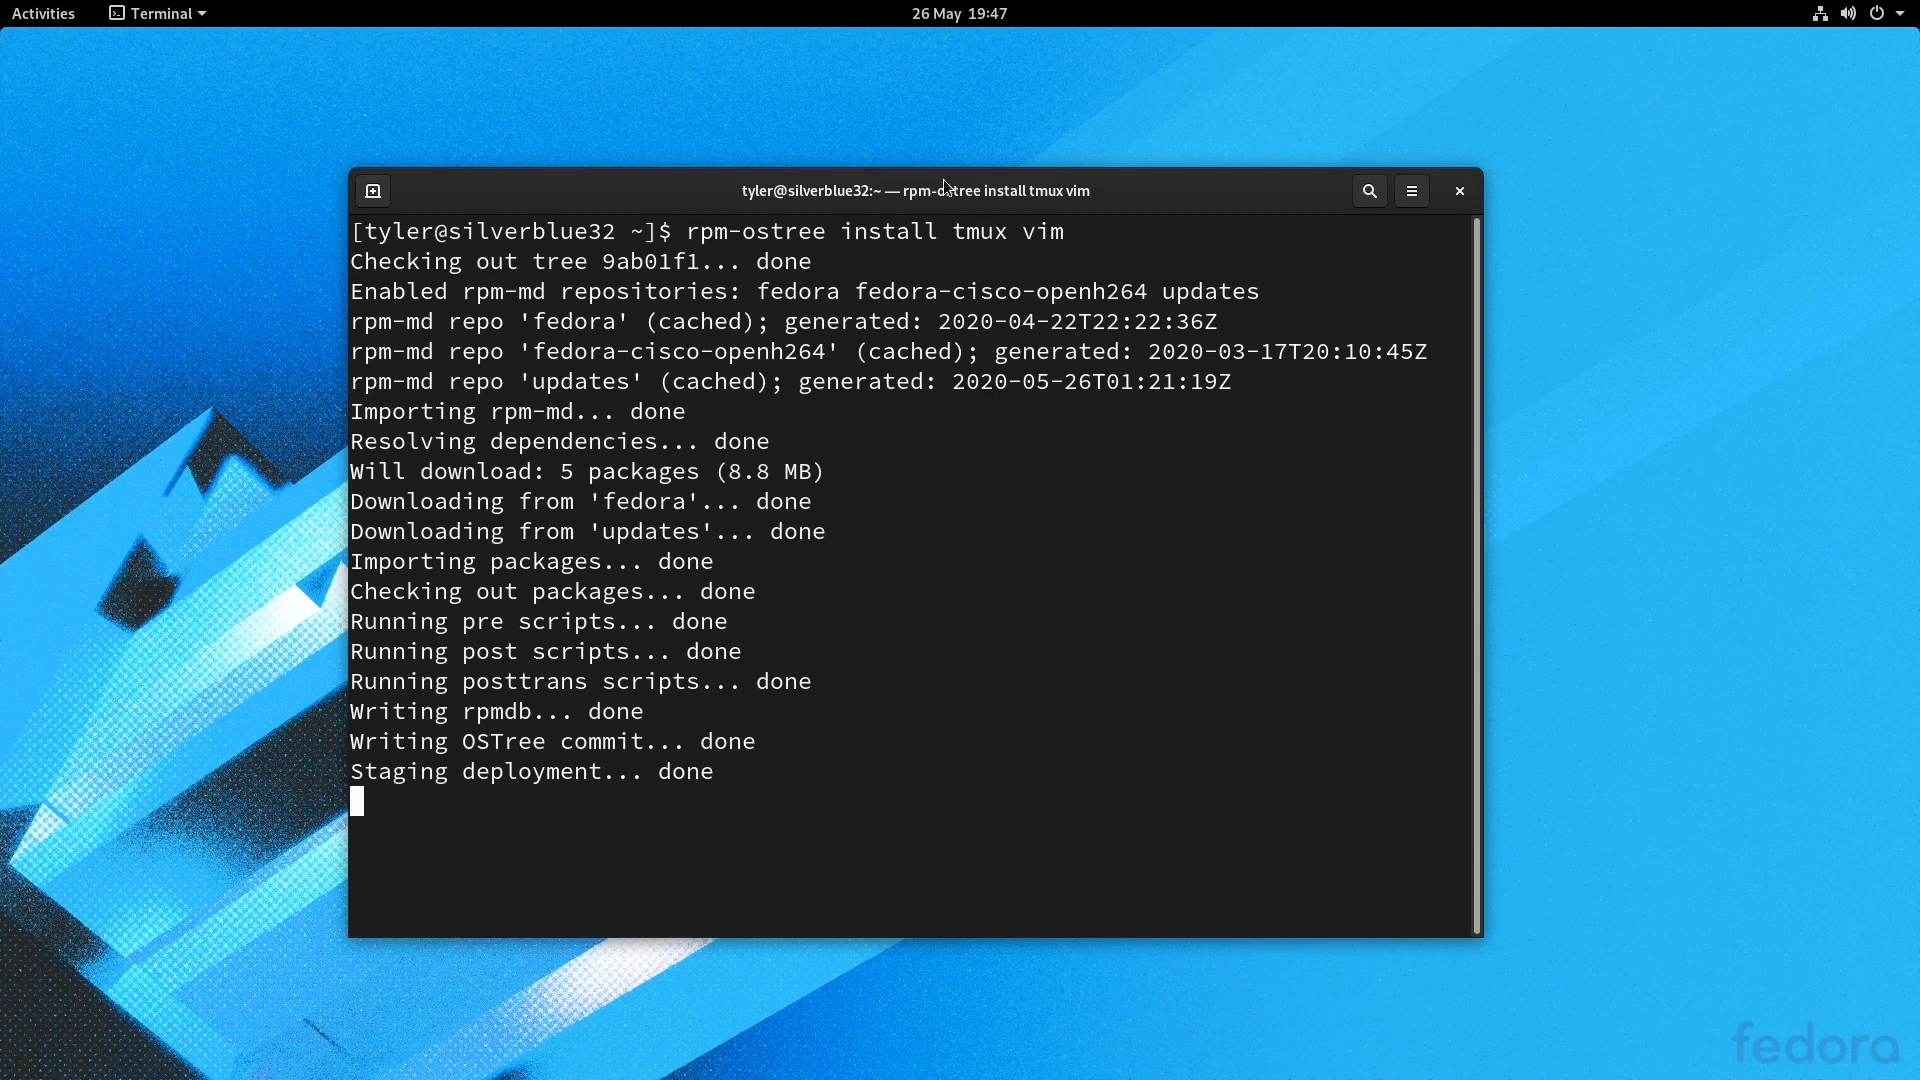 Activities Terminal 26 May 19:47
tyler@silverblue32:~ — rpm-ostree install tmux vim
[tyler@silverblue32 ~]$ rpm-ostree install tmux vim
Checking out tree 9ab01f1... done
Enabled rpm-md repositories: fedora fedora-cisco-openh264 updates
rpm-md repo 'fedora' (cached); generated: 2020-04-22T22:22:36Z
rpm-md repo 'fedora-cisco-openh264' (cached); generated: 2020-03-17T20:10:45Z
rpm-md repo 'updates' (cached); generated: 2020-05-26T01:21:19Z
Importing rpm-md... done
Resolving dependencies... done
Will download: 5 packages (8.8 MB)
Downloading from 'fedora'... done
Downloading from 'updates'... done
Importing packages... done
Checking out packages... done
Running pre scripts... done
Running post scripts... done
Running posttrans scripts... done
Writing rpmdb... done
Writing OSTree commit... done
Staging deployment... done
fedora